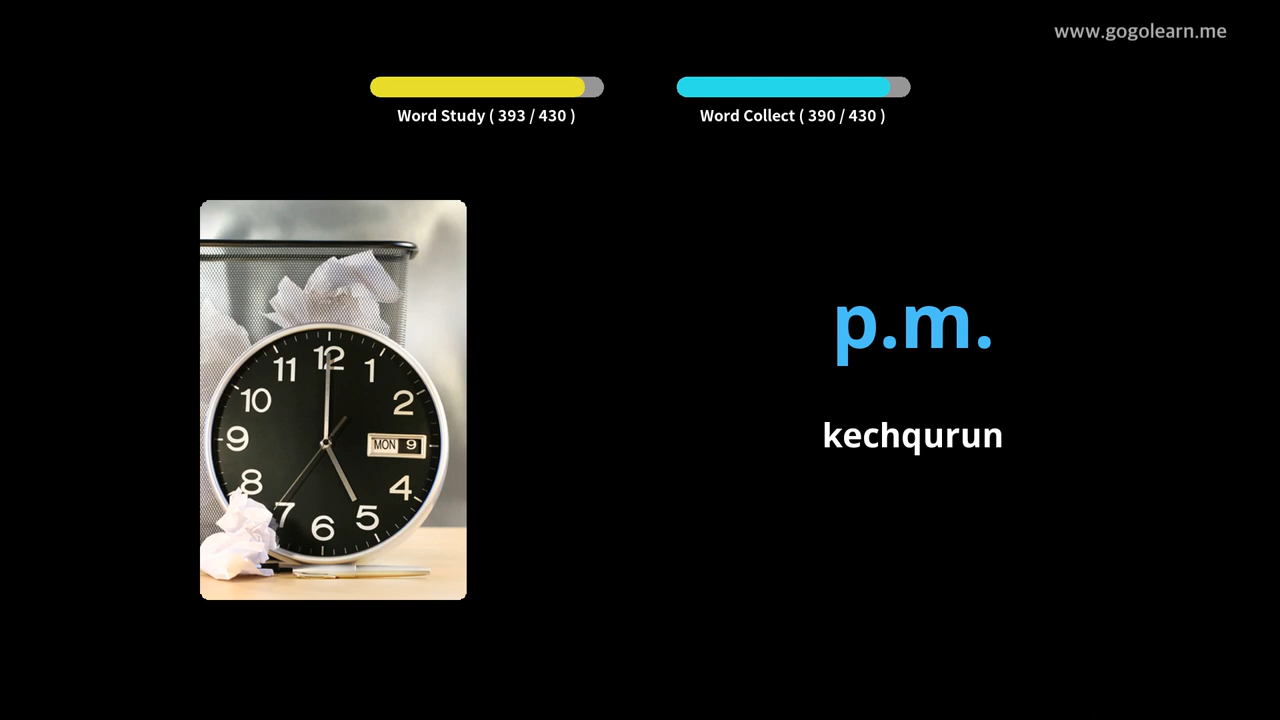 www.gogolearn.me
Word Study ( 393 / 430 )
Word Collect ( 390 / 430 )
p.m.
kechqurun
12
1
11
2
10
9
MON 9
8
4
7
5
6